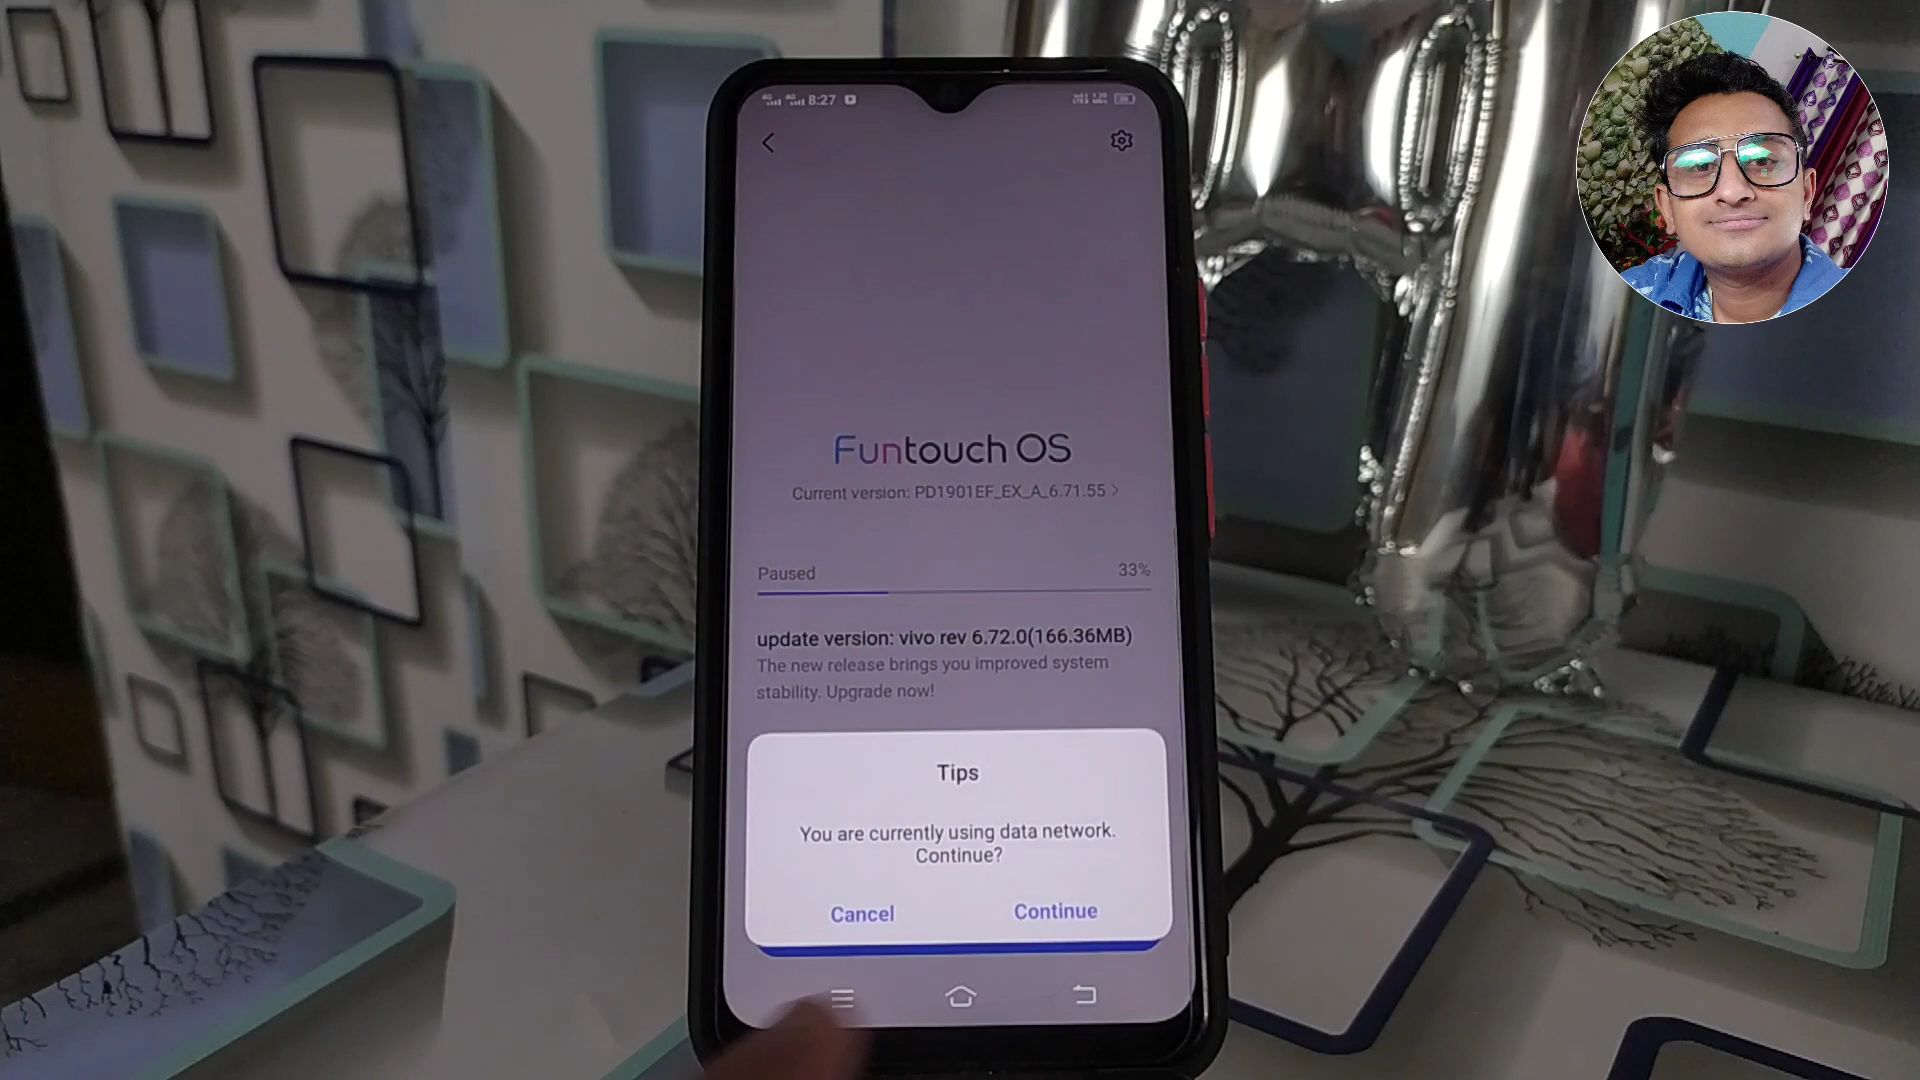 8:27
Funtouch OS
Current version: PD1901EF_EX_A_6.71.55 >
Paused 33%
update version: vivo rev 6.72.0(166.36MB)
The new release brings you improved system
stability. Upgrade now!
Tips
You are currently using data network.
Continue?
Cancel Continue